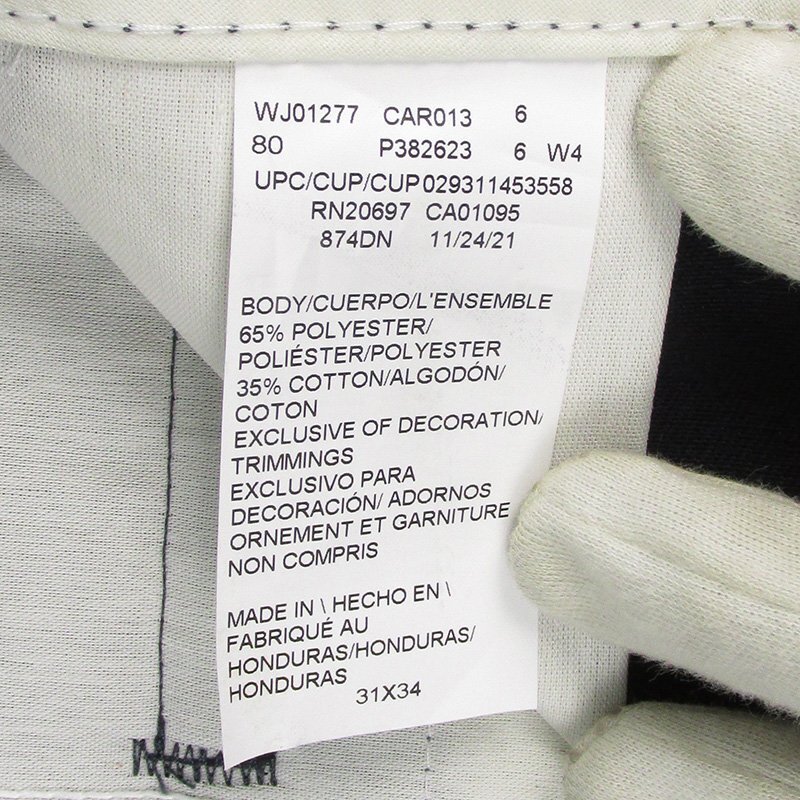 WJ01277 CAR013 6
80 P382623 6 W4
UPC/CUP/CUP029311453558
RN20697 CA01095
874DN 11/24/21
BODY/CUERPO/L'ENSEMBLE
65% POLYESTER/
POLIÉSTER/POLYESTER
35% COTTON/ALGODÓN/
COTON
EXCLUSIVE OF DECORATION/
TRIMMINGS
EXCLUSIVO PARA
DECORACIÓN/ ADORNOS
ORNEMENT ET GARNITURE
NON COMPRIS
MADE IN \ HECHO EN \
FABRIQUÉ AU
HONDURAS/HONDURAS/
HONDURAS
31X34